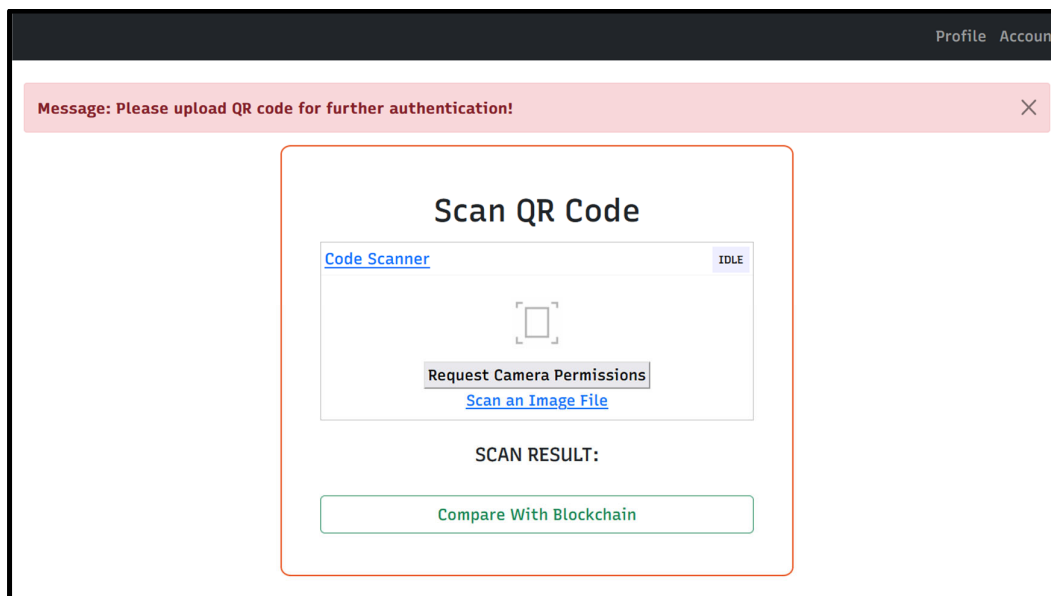 Profile Accoun
Message: Please upload QR code for further authentication!
Scan QR Code
Code Scanner IDLE
Request Camera Permissions
Scan an Image File
SCAN RESULT:
Compare With Blockchain